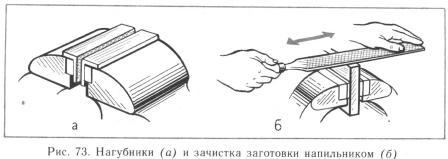 а
б
Рис. 73. Нагубники (а) и зачистка заготовки напильником (б)